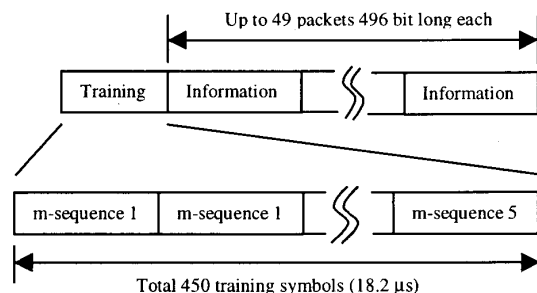 Up to 49 packets 496 bit long each
Training Information Information
m-sequence 1 m-sequence 1 m-sequence 5
Total 450 training symbols (18.2 μs)